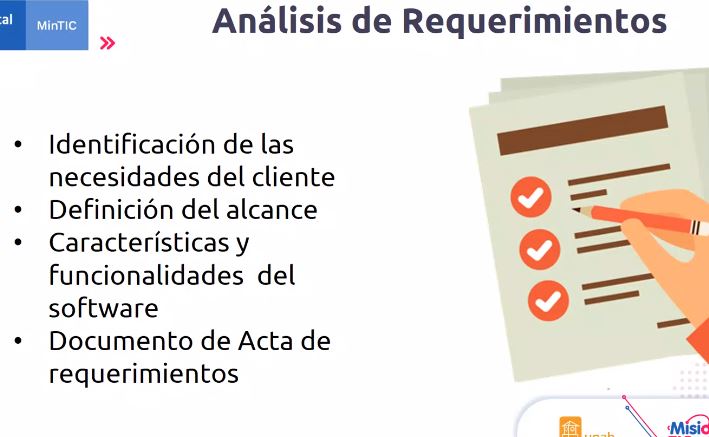 tal
MinTIC
Análisis de Requerimientos
• Identificación de las
necesidades del cliente
• Definición del alcance
• Características y
funcionalidades del
software
• Documento de Acta de
requerimientos
unab
Misió